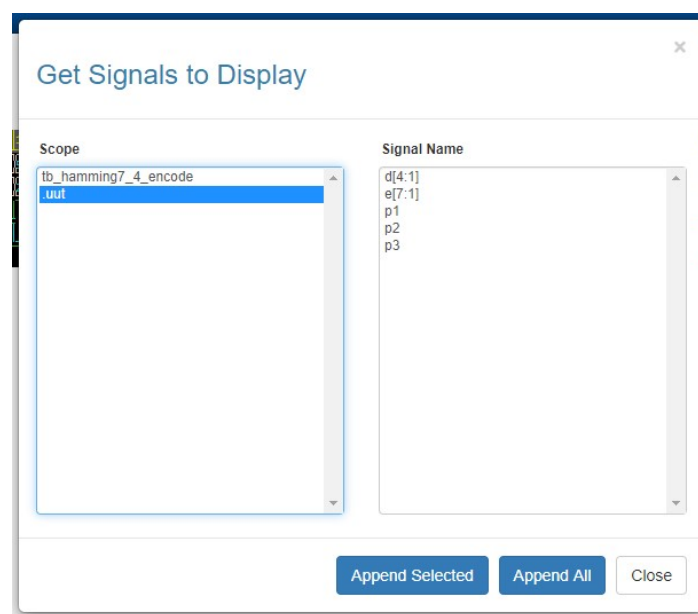 ×
Get Signals to Display
Scope
tb_hamming7_4_encode
.uut
Signal Name
d[4:1]
e[7:1]
p1
p2
p3
Append Selected
Append All
Close